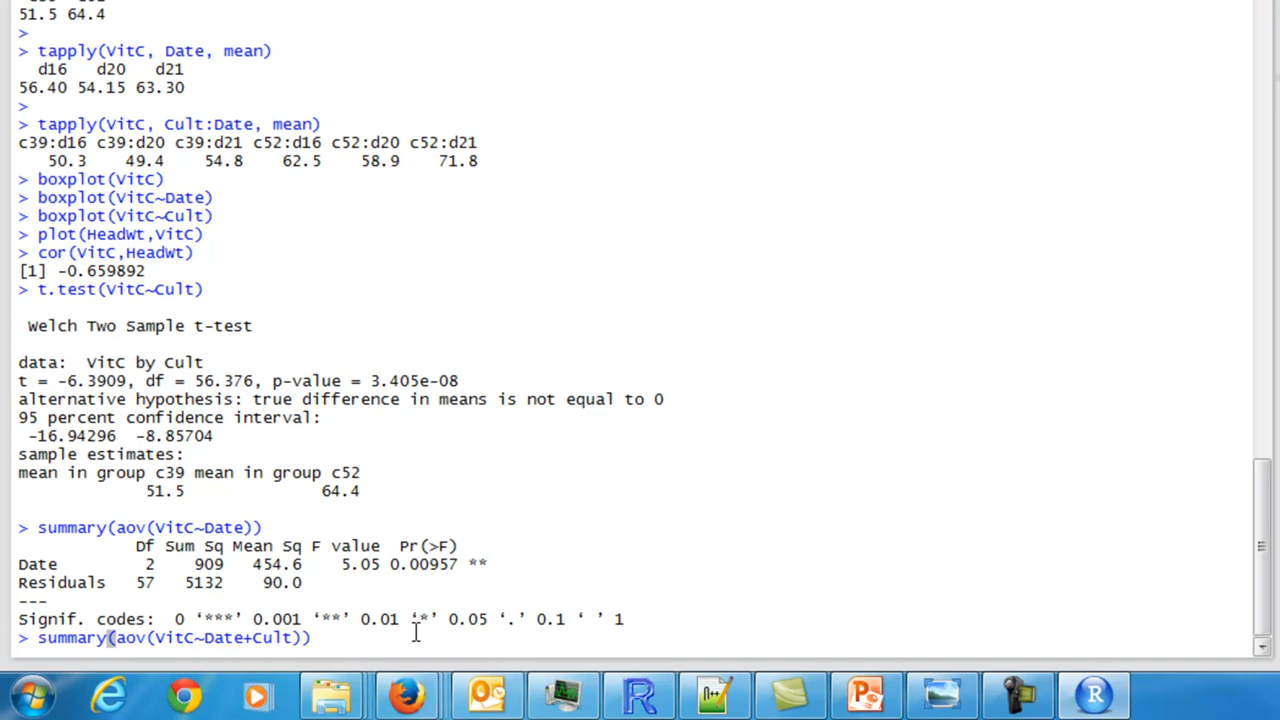 51.5 64.4
>
> tapply(VitC, Date, mean)
d16 d20 d21
56.40 54.15 63.30
>
> tapply(VitC, Cult:Date, mean)
c39:d16 c39:d20 c39:d21 c52:d16 c52:d20 c52:d21
50.3 49.4 54.8 62.5 58.9 71.8
> boxplot(VitC)
> boxplot(VitC~Date)
> boxplot(VitC~Cult)
> plot(HeadWt,VitC)
> cor(VitC,HeadWt)
[1] -0.659892
> t.test(VitC~Cult)
Welch Two Sample t-test
data: VitC by Cult
t = -6.3909, df = 56.376, p-value = 3.405e-08
alternative hypothesis: true difference in means is not equal to 0
95 percent confidence interval:
-16.94296 -8.85704
sample estimates:
mean in group c39 mean in group c52
51.5 64.4
> summary(aov(VitC~Date))
Df Sum Sq Mean Sq F value Pr(>F)
Date 2 909 454.6 5.05 0.00957 **
Residuals 57 5132 90.0
---
Signif. codes: 0 ‘***’ 0.001 ‘**’ 0.01 ‘*’ 0.05 ‘.’ 0.1 ‘ ’ 1
> summary(aov(VitC~Date+Cult))